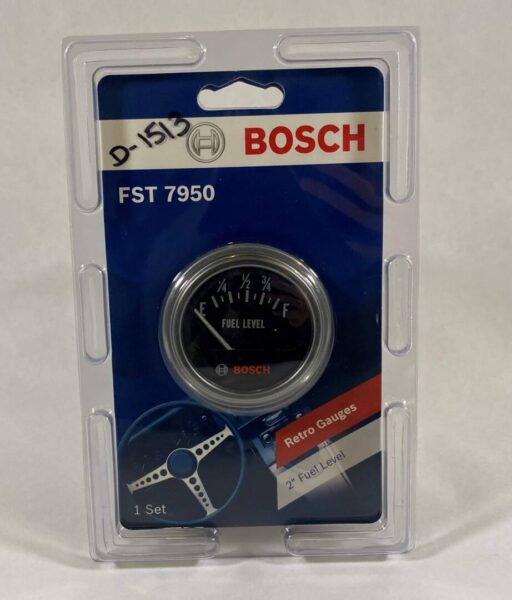 D-1513
BOSCH
FST 7950
E 1/4 1/2 3/4 F
FUEL LEVEL
BOSCH
Retro Gauges
2" Fuel Level
1 Set